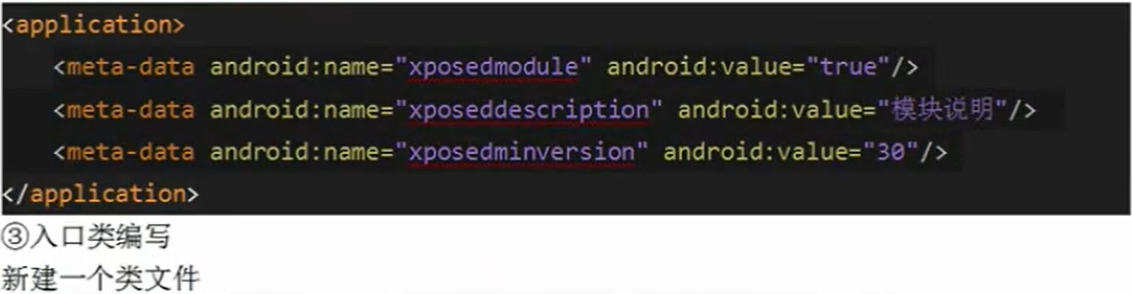 <application>
<meta-data android:name="xposedmodule" android:value="true"/>
<meta-data android:name="xposeddescription" android:value="模块说明"/>
<meta-data android:name="xposedminversion" android:value="30"/>
</application>
③入口类编写
新建一个类文件